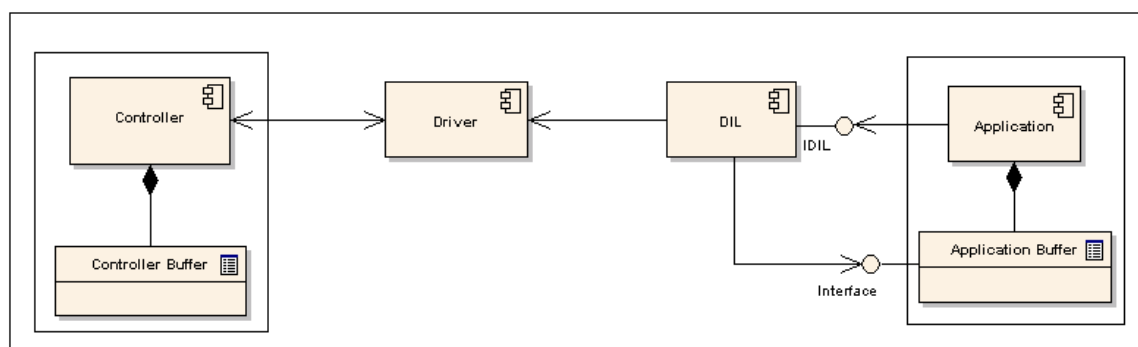 Controller
Driver
DIL
IDIL
Application
Controller Buffer
Application Buffer
Interface